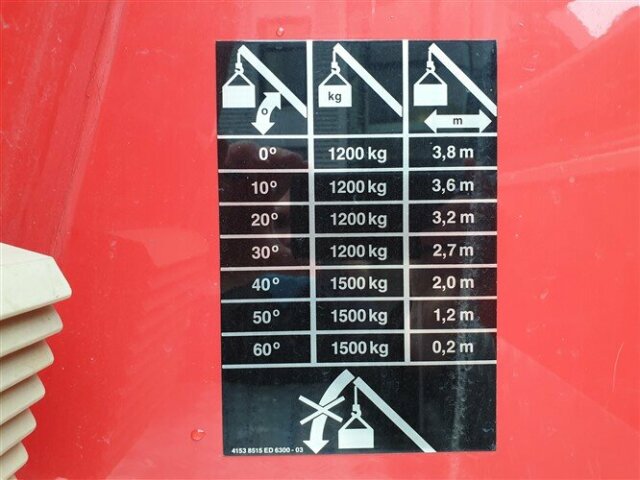 o kg m
0° 1200 kg 3,8 m
10° 1200 kg 3,6 m
20° 1200 kg 3,2 m
30° 1200 kg 2,7 m
40° 1500 kg 2,0 m
50° 1500 kg 1,2 m
60° 1500 kg 0,2 m
4153 8515 ED 6300 - 03